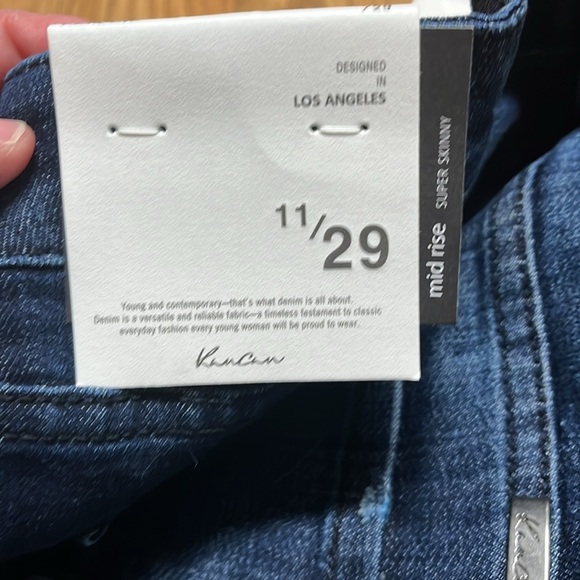 /29
DESIGNED
IN
LOS ANGELES
11/29
Young and contemporary—that's what denim is all about.
Denim is a versatile and reliable fabric—a timeless testament to classic
everyday fashion every young woman will be proud to wear.
KanCan
mid rise SUPER SKINNY